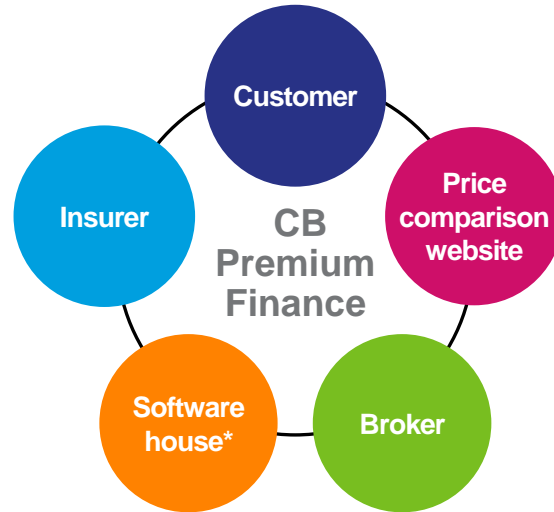 Customer
Price
comparison
website
Insurer
CB
Premium
Finance
Software
house*
Broker